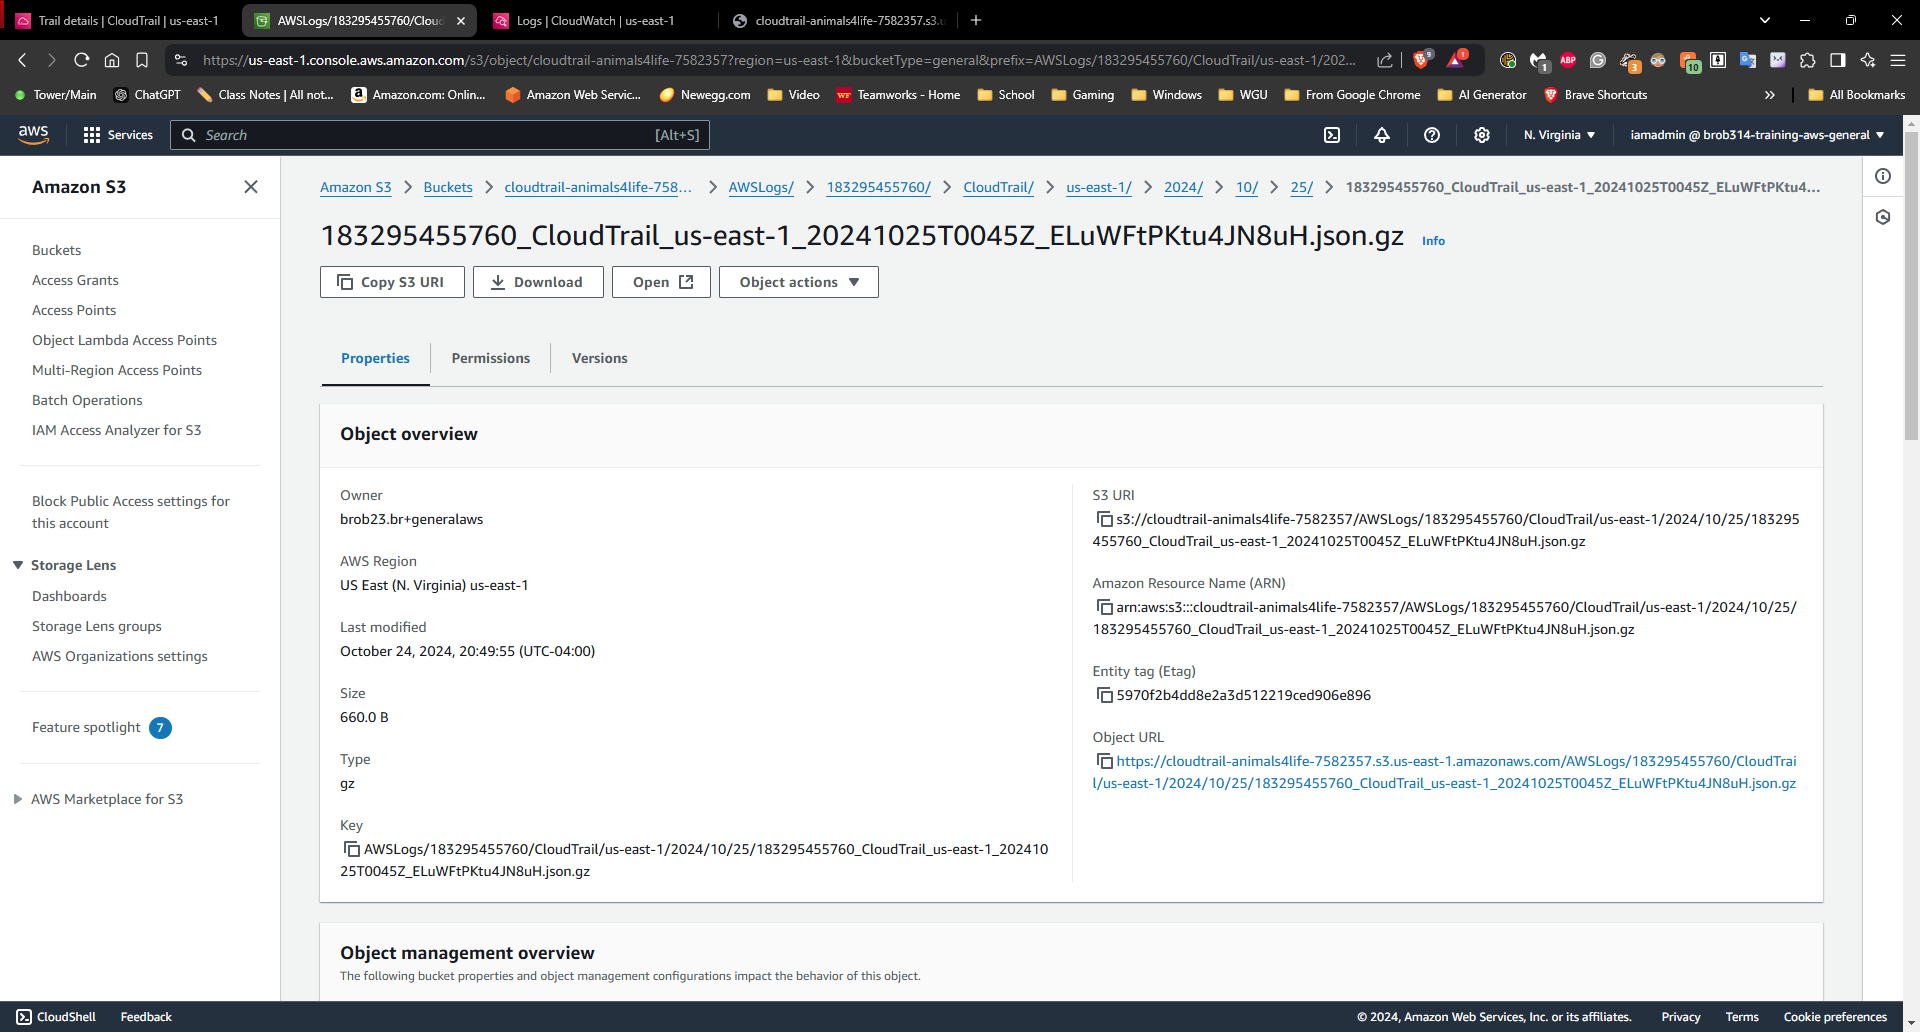 Trail details | CloudTrail | us-east-1
AWSLogs/183295455760/Cloud
Logs | CloudWatch | us-east-1
cloudtrail-animals4life-7582357.s3.u
https://us-east-1.console.aws.amazon.com/s3/object/cloudtrail-animals4life-7582357?region=us-east-1&bucketType=general&prefix=AWSLogs/183295455760/CloudTrail/us-east-1/202...
9
1
1
ABP
3
10
Tower/Main
ChatGPT
Class Notes | All not...
Amazon.com: Onlin...
Amazon Web Servic...
Newegg.com
Video
WF Teamworks - Home
School
Gaming
Windows
WGU
From Google Chrome
AI Generator
Brave Shortcuts
»
All Bookmarks
aws
Services
Search [Alt+S]
N. Virginia
iamadmin @ brob314-training-aws-general
Amazon S3
Buckets
Access Grants
Access Points
Object Lambda Access Points
Multi-Region Access Points
Batch Operations
IAM Access Analyzer for S3
Block Public Access settings for
this account
Storage Lens
Dashboards
Storage Lens groups
AWS Organizations settings
Feature spotlight 7
AWS Marketplace for S3
Amazon S3 > Buckets > cloudtrail-animals4life-758... > AWSLogs/ > 183295455760/ > CloudTrail/ > us-east-1/ > 2024/ > 10/ > 25/ > 183295455760_CloudTrail_us-east-1_20241025T0045Z_ELuWFtPKtu4...
183295455760_CloudTrail_us-east-1_20241025T0045Z_ELuWFtPKtu4JN8uH.json.gz Info
Copy S3 URI
Download
Open
Object actions
Properties
Permissions
Versions
Object overview
Owner
brob23.br+generalaws
AWS Region
US East (N. Virginia) us-east-1
Last modified
October 24, 2024, 20:49:55 (UTC-04:00)
Size
660.0 B
Type
gz
Key
AWSLogs/183295455760/CloudTrail/us-east-1/2024/10/25/183295455760_CloudTrail_us-east-1_202410
25T0045Z_ELuWFtPKtu4JN8uH.json.gz
S3 URI
s3://cloudtrail-animals4life-7582357/AWSLogs/183295455760/CloudTrail/us-east-1/2024/10/25/183295
455760_CloudTrail_us-east-1_20241025T0045Z_ELuWFtPKtu4JN8uH.json.gz
Amazon Resource Name (ARN)
arn:aws:s3:::cloudtrail-animals4life-7582357/AWSLogs/183295455760/CloudTrail/us-east-1/2024/10/25/
183295455760_CloudTrail_us-east-1_20241025T0045Z_ELuWFtPKtu4JN8uH.json.gz
Entity tag (Etag)
5970f2b4dd8e2a3d512219ced906e896
Object URL
https://cloudtrail-animals4life-7582357.s3.us-east-1.amazonaws.com/AWSLogs/183295455760/CloudTrai
l/us-east-1/2024/10/25/183295455760_CloudTrail_us-east-1_20241025T0045Z_ELuWFtPKtu4JN8uH.json.gz
Object management overview
The following bucket properties and object management configurations impact the behavior of this object.
CloudShell
Feedback
© 2024, Amazon Web Services, Inc. or its affiliates.
Privacy
Terms
Cookie preferences